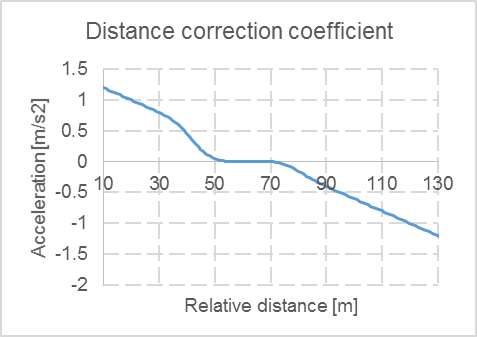 Distance correction coefficient
1.5
1
0.5
0
10 30 50 70 90 110 130
-0.5
-1
-1.5
-2
Acceleration [m/s2]
Relative distance [m]